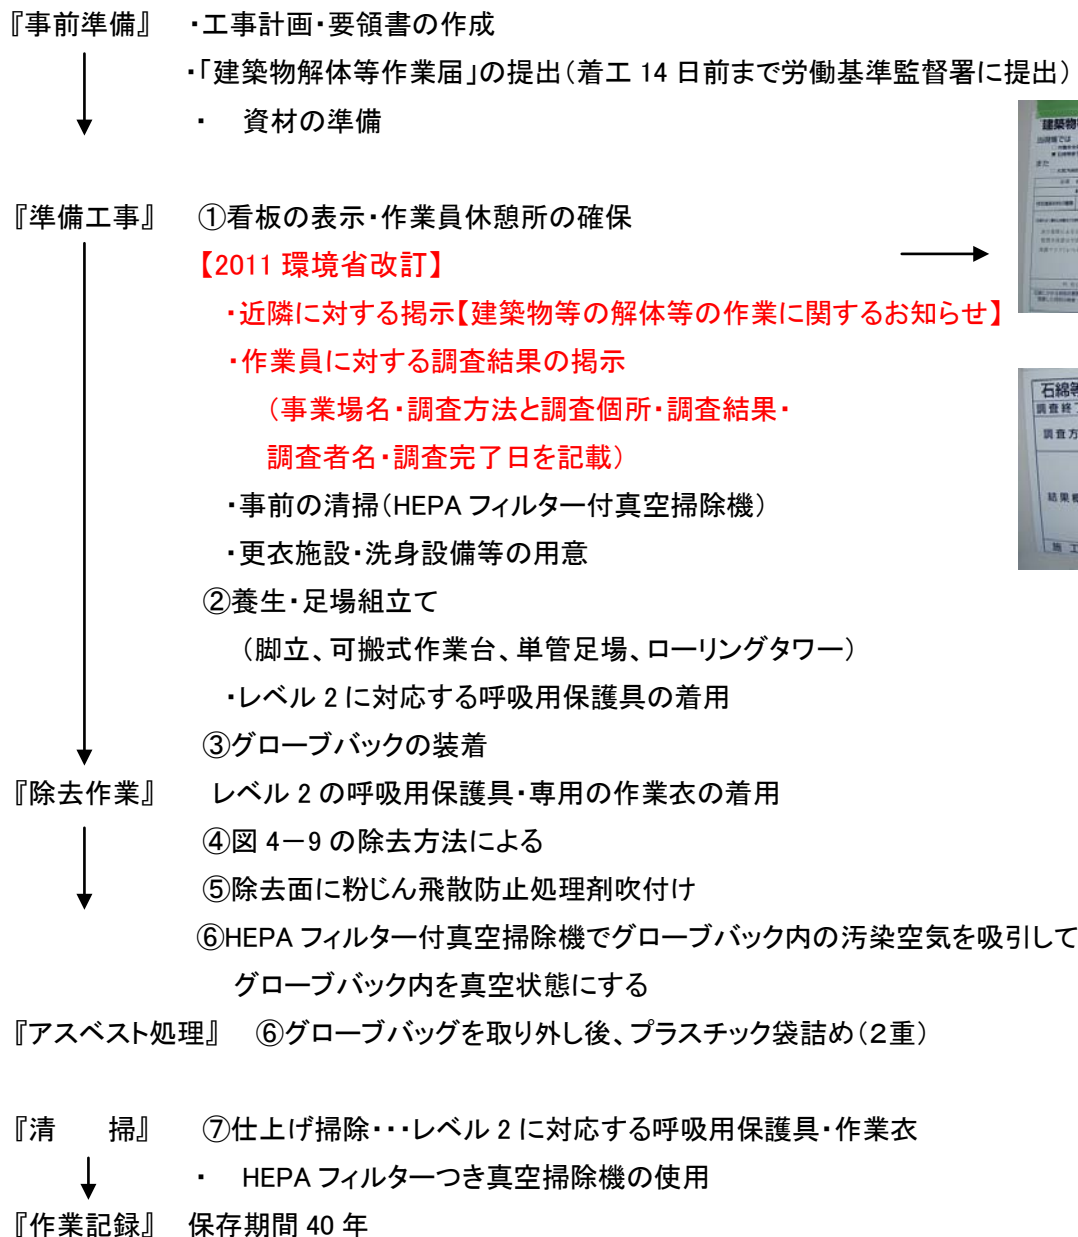 『事前準備』 ・工事計画・要領書の作成
・「建築物解体等作業届」の提出（着工 14 日前まで労働基準監督署に提出）
・ 資材の準備
建築物
『準備工事』 ①看板の表示・作業員休憩所の確保
【2011 環境省改訂】
・近隣に対する掲示【建築物等の解体等の作業に関するお知らせ】
・作業員に対する調査結果の掲示
（事業場名・調査方法と調査個所・調査結果・
調査者名・調査完了日を記載）
石綿等
調査終
調査方
結果
施工
・事前の清掃（HEPA フィルター付真空掃除機）
・更衣施設・洗身設備等の用意
②養生・足場組立て
（脚立、可搬式作業台、単管足場、ローリングタワー）
・レベル 2 に対応する呼吸用保護具の着用
③グローブバックの装着
『除去作業』 レベル 2 の呼吸用保護具・専用の作業衣の着用
④図 4－9 の除去方法による
⑤除去面に粉じん飛散防止処理剤吹付け
⑥HEPA フィルター付真空掃除機でグローブバック内の汚染空気を吸引して
グローブバック内を真空状態にする
『アスベスト処理』 ⑥グローブバッグを取り外し後、プラスチック袋詰め（２重）
『清 掃』 ⑦仕上げ掃除・・・レベル 2 に対応する呼吸用保護具・作業衣
・ HEPA フィルターつき真空掃除機の使用
『作業記録』 保存期間 40 年